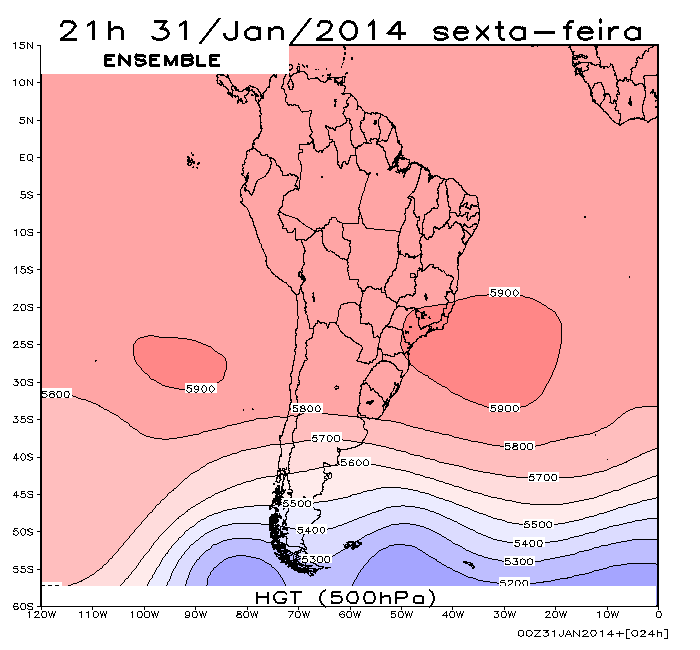 21h 31/Jan/2014 sexta-feira
ENSEMBLE
15N
10N
5N
EQ
5S
10S
15S
20S
25S
30S
35S
40S
45S
50S
55S
60S
5900
5900
5900
5800
5800
5800
5700
5700
5600
5500
5500
5400
5400
5300
5300
5200
HGT (500hPa)
120W 110W 100W 90W 80W 70W 60W 50W 40W 30W 20W 10W 0
00Z31JAN2014+[024h]